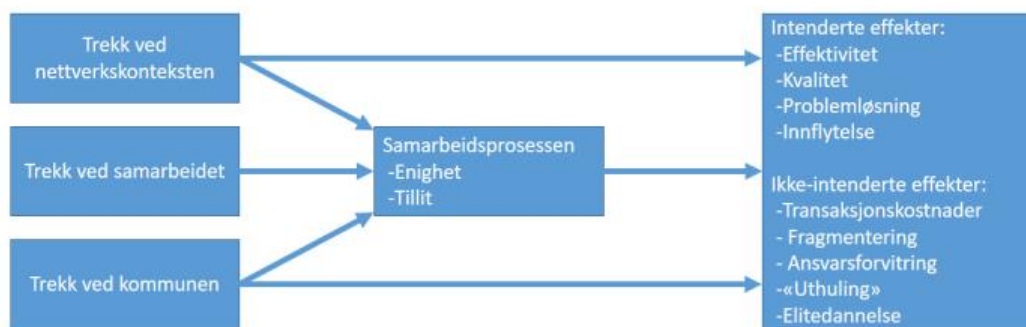 Trekk ved
nettverkskonteksten
Trekk ved samarbeidet
Trekk ved kommunen
Samarbeidsprosessen
-Enighet
-Tillit
Intenderte effekter:
-Effektivitet
-Kvalitet
-Problemløsning
-Innflytelse
Ikke-intenderte effekter:
-Transaksjonskostnader
- Fragmentering
- Ansvarsforvitring
-«Uthuling»
-Elitedannelse